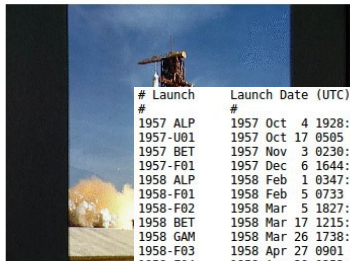 # Launch Launch Date (UTC)
# #
1957 ALP 1957 Oct 4 1928:
1957-U01 1957 Oct 17 0505
1957 BET 1957 Nov 3 0230:
1957-F01 1957 Dec 6 1644:
1958 ALP 1958 Feb 1 0347:
1958-F01 1958 Feb 5 0733
1958-F02 1958 Mar 5 1827:
1958 BET 1958 Mar 17 1215:
1958 GAM 1958 Mar 26 1738:
1958-F03 1958 Apr 27 0901